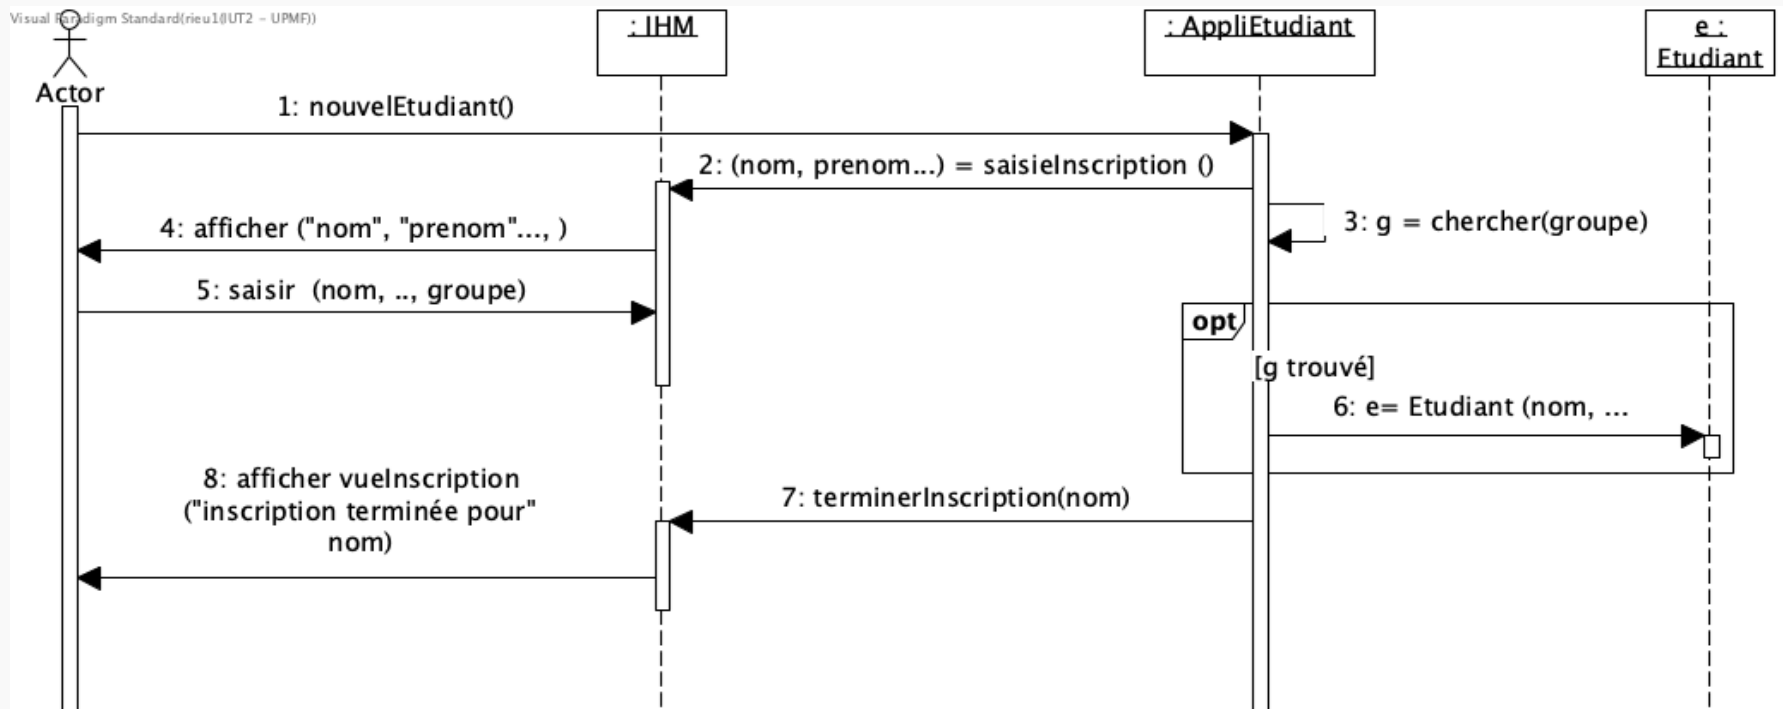 Visual Paradigm Standard(rieu1(IUT2 - UPMF))
: IHM
: AppliEtudiant
e :
Etudiant
Actor
1: nouvelEtudiant()
2: (nom, prenom...) = saisieInscription ()
3: g = chercher(groupe)
4: afficher ("nom", "prenom"..., )
5: saisir (nom, .., groupe)
opt
[g trouvé]
6: e= Etudiant (nom, ...
7: terminerInscription(nom)
8: afficher vueInscription
("inscription terminée pour"
nom)